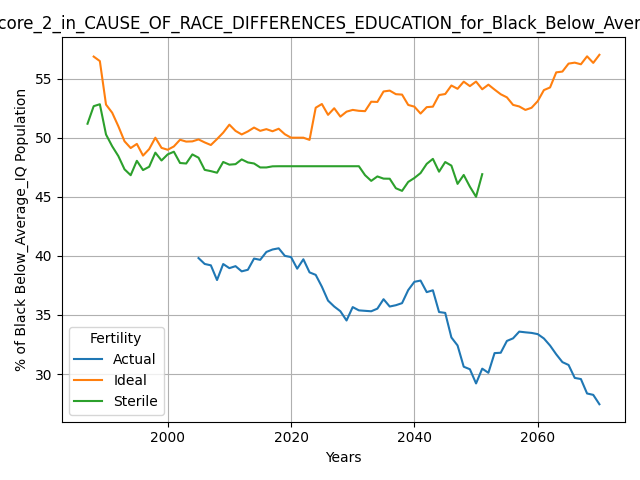 core_2_in_CAUSE_OF_RACE_DIFFERENCES_EDUCATION_for_Black_Below_Aver
% of Black Below_Average_IQ Population
55
50
45
40
35
30
Fertility
Actual
Ideal
Sterile
2000
2020
2040
2060
Years